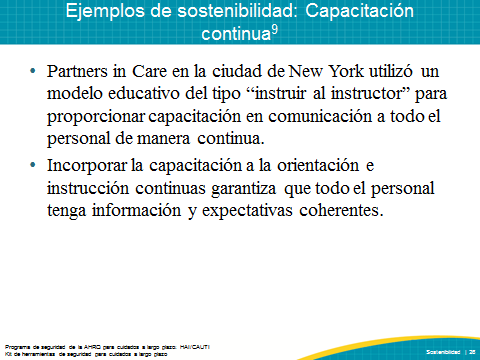 Ejemplos de sostenibilidad: Capacitación
continua9
• Partners in Care en la ciudad de New York utilizó un
modelo educativo del tipo “instruir al instructor” para
proporcionar capacitación en comunicación a todo el
personal de manera continua.
• Incorporar la capacitación a la orientación e
instrucción continuas garantiza que todo el personal
tenga información y expectativas coherentes.
Programa de seguridad de la AHRQ para cuidados a largo plazo: HAI/CAUTI
Kit de herramientas de seguridad para cuidados a largo plazo
Sostenibilidad | 26